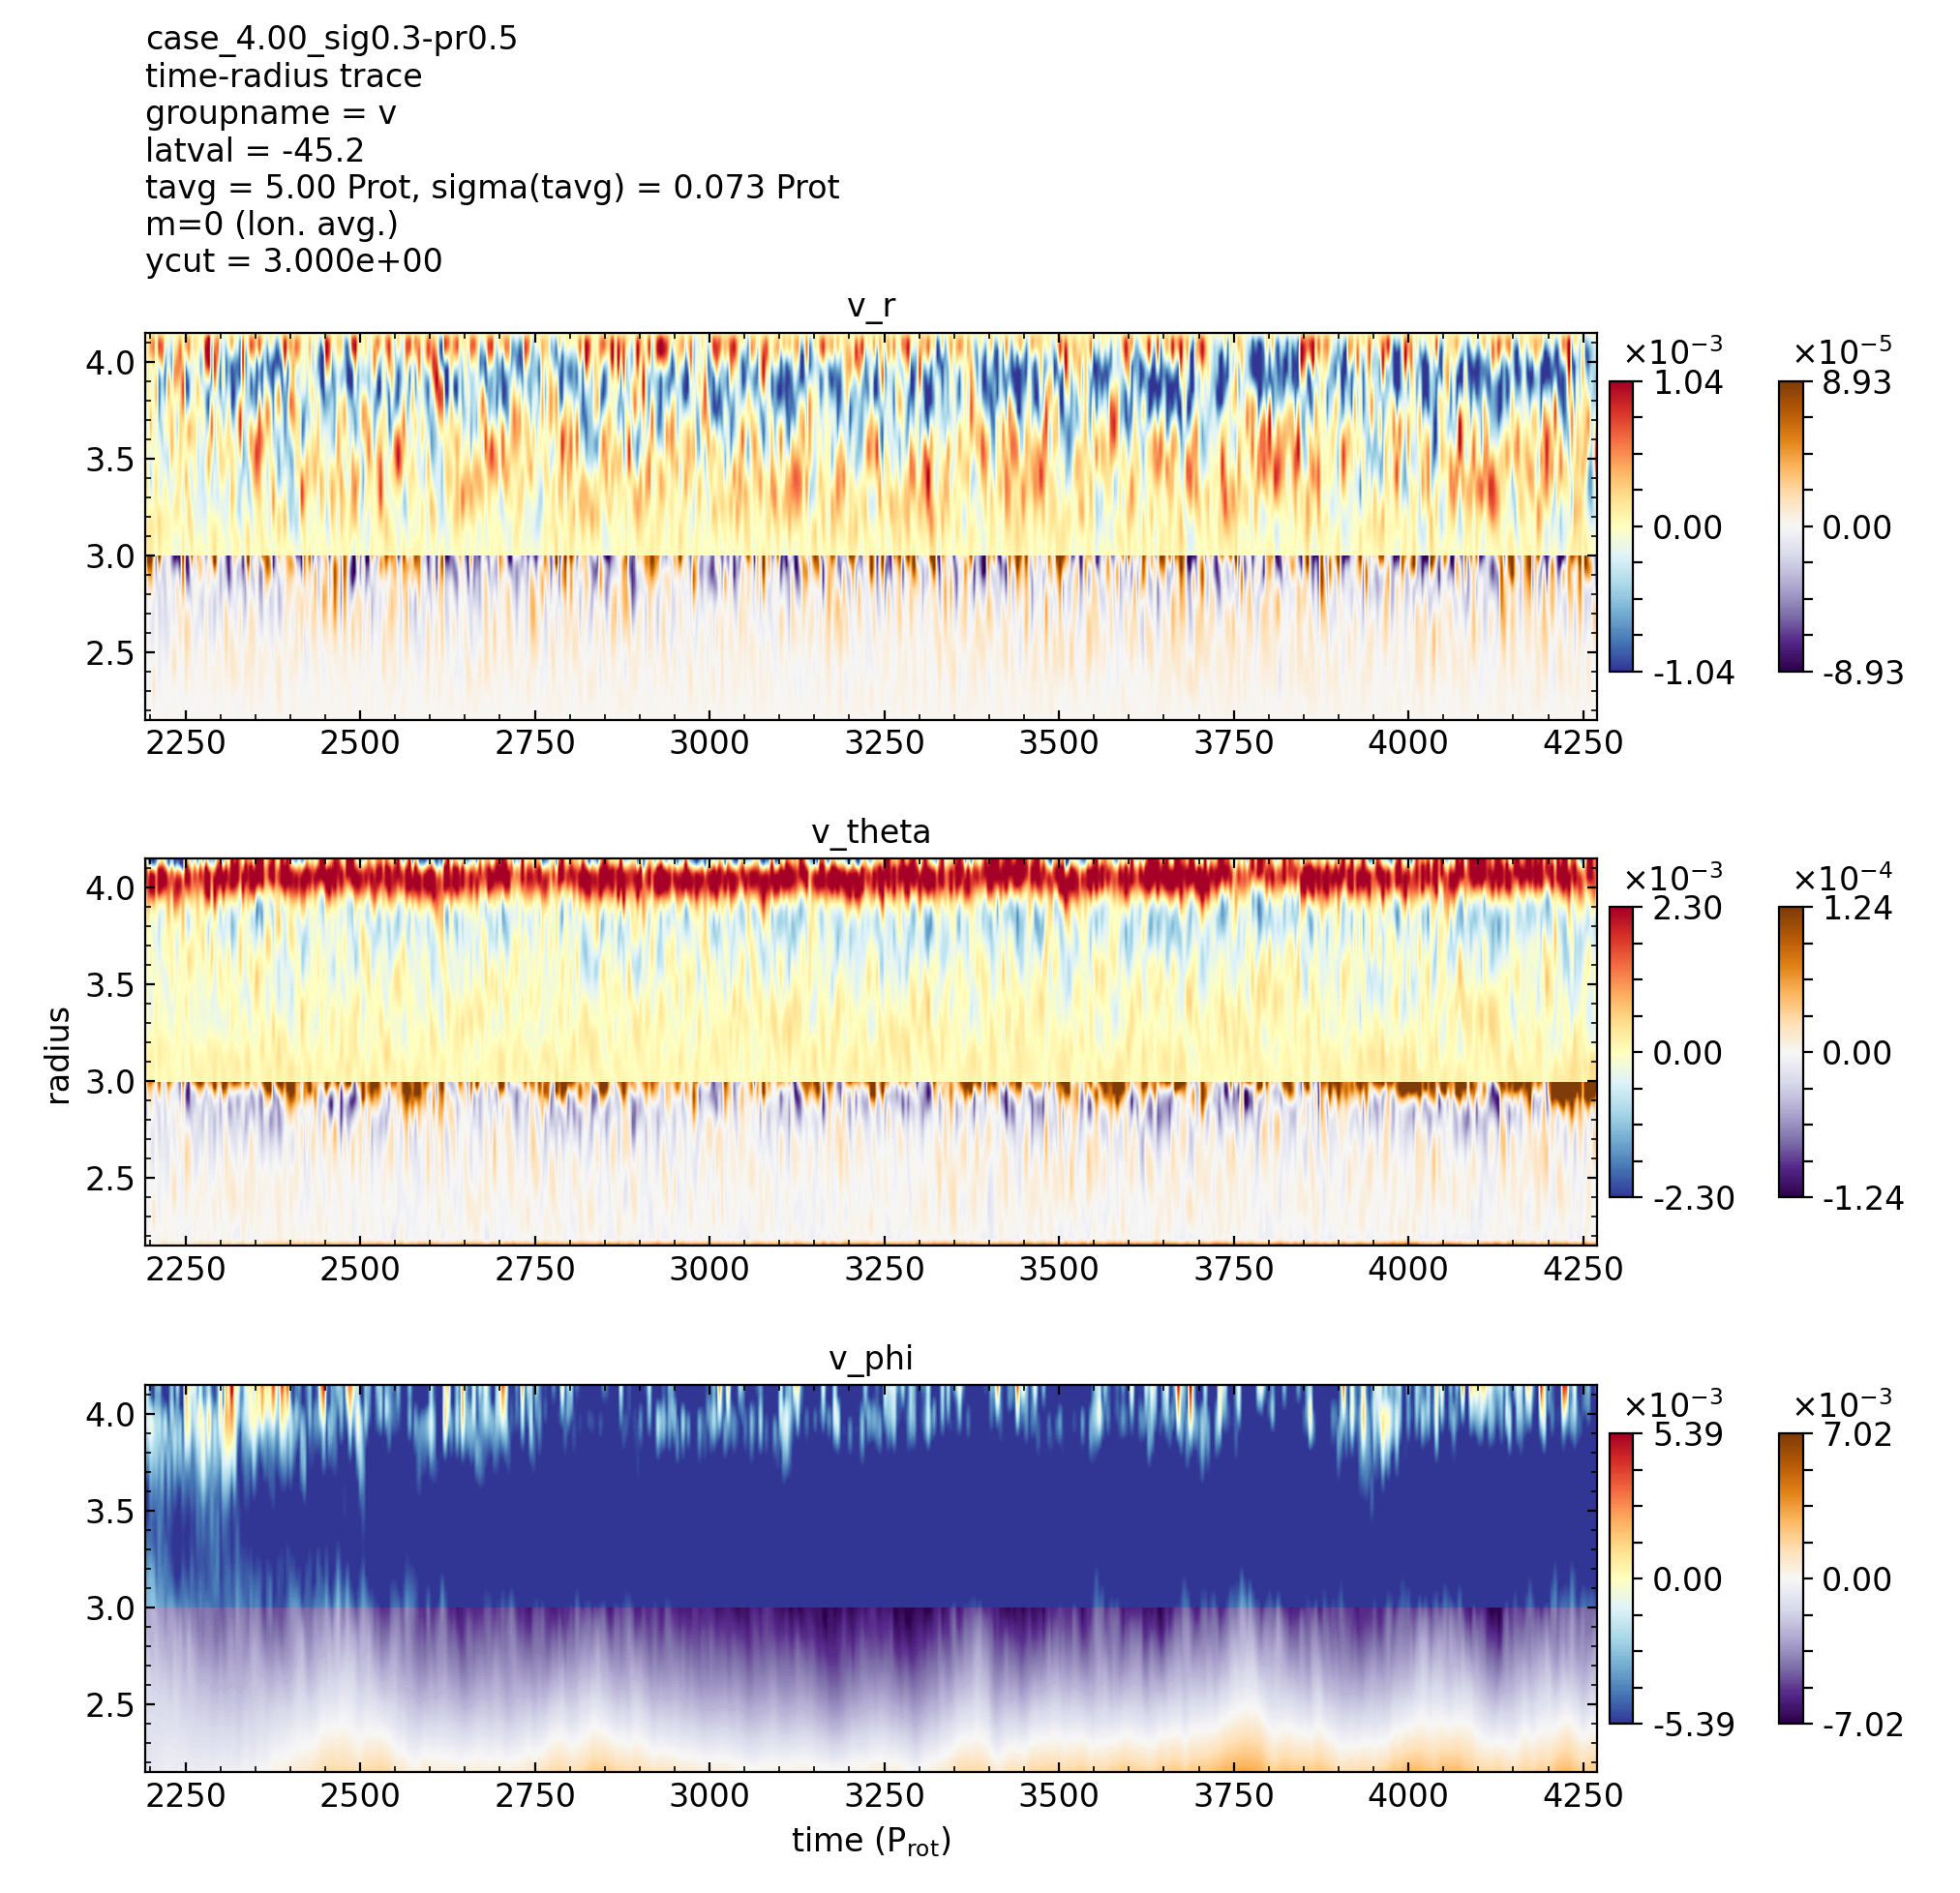 case_4.00_sig0.3-pr0.5
time-radius trace
groupname = v
latval = -45.2
tavg = 5.00 Prot, sigma(tavg) = 0.073 Prot
m=0 (lon. avg.)
ycut = 3.000e+00
v_r
4.0
3.5
3.0
2.5
2250 2500 2750 3000 3250 3500 3750 4000 4250
×10⁻³
1.04
0.00
-1.04
×10⁻⁵
8.93
0.00
-8.93
v_theta
radius
4.0
3.5
3.0
2.5
2250 2500 2750 3000 3250 3500 3750 4000 4250
×10⁻³
2.30
0.00
-2.30
×10⁻⁴
1.24
0.00
-1.24
v_phi
4.0
3.5
3.0
2.5
2250 2500 2750 3000 3250 3500 3750 4000 4250
time (P_rot)
×10⁻³
5.39
0.00
-5.39
×10⁻³
7.02
0.00
-7.02